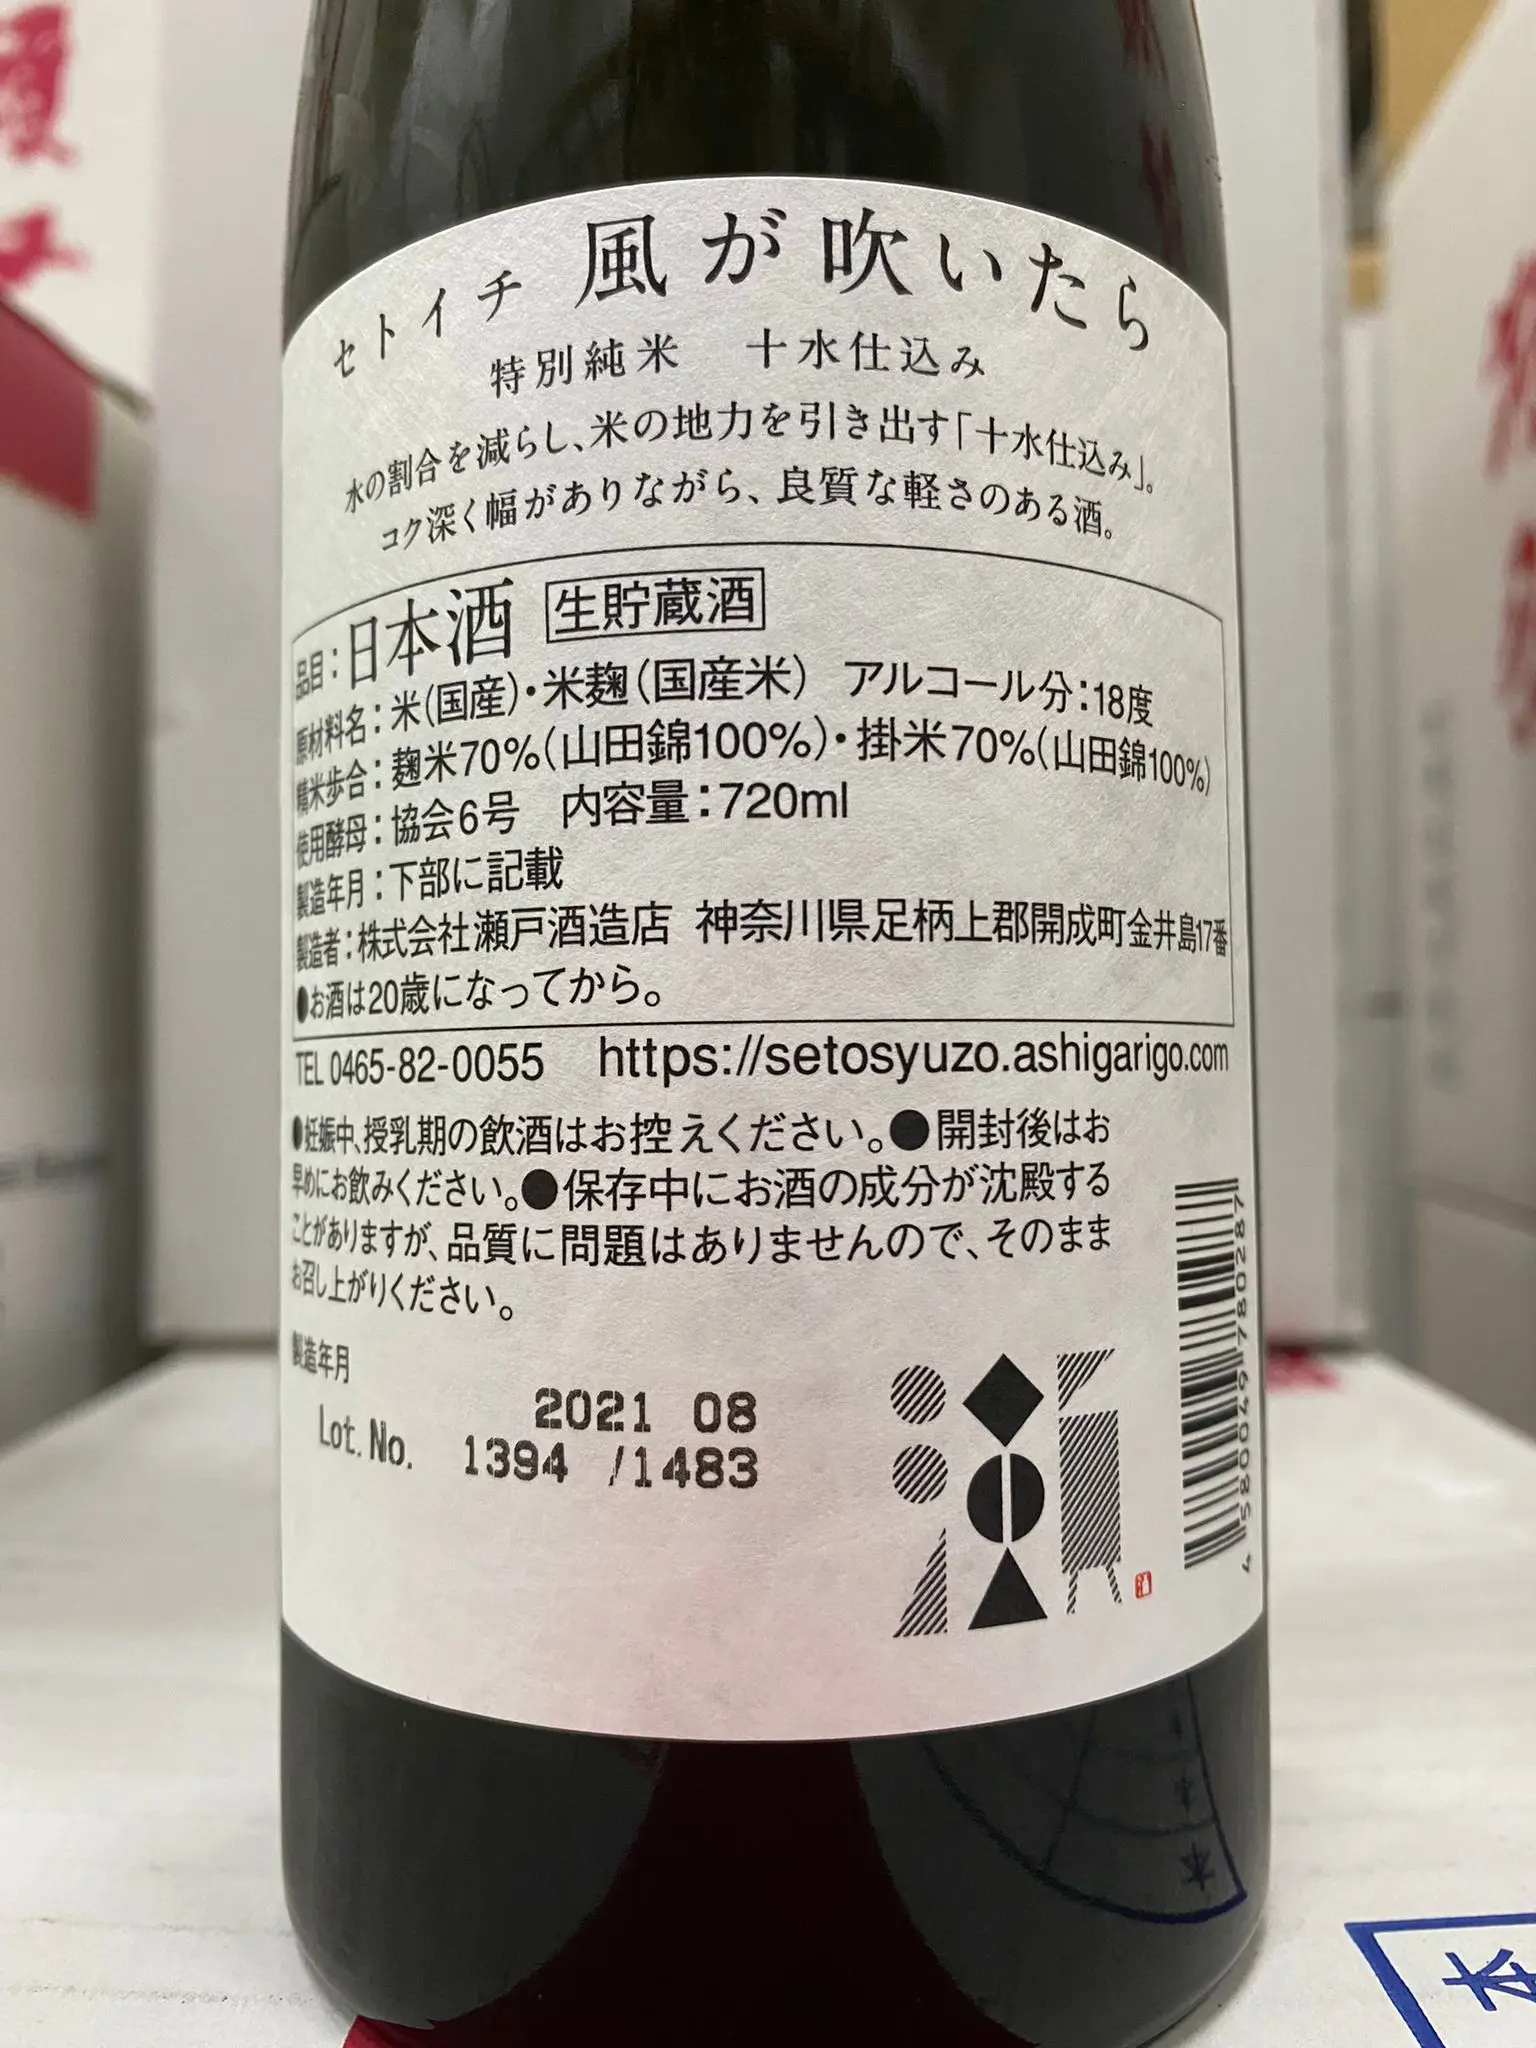 セトイチ 風が吹いたら
特別純米 十水仕込み
水の割合を減らし、米の地力を引き出す「十水仕込み」。
コク深く幅がありながら、良質な軽さのある酒。
品目：日本酒 生貯蔵酒
原材料名：米(国産)・米麹(国産米) アルコール分：18度
精米歩合：麹米70%(山田錦100%)・掛米70%(山田錦100%)
使用酵母：協会6号 内容量：720ml
製造年月：下部に記載
製造者：株式会社瀬戸酒造店 神奈川県足柄上郡開成町金井島17番
●お酒は20歳になってから。
TEL 0465-82-0055 https://setosyuzo.ashigarigo.com
●妊娠中、授乳期の飲酒はお控えください。●開封後はお
早めにお飲みください。●保存中にお酒の成分が沈殿する
ことがありますが、品質に問題はありませんので、そのまま
お召し上がりください。
製造年月
2021 08
Lot. No. 1394 /1483
4580049780287
酒
本